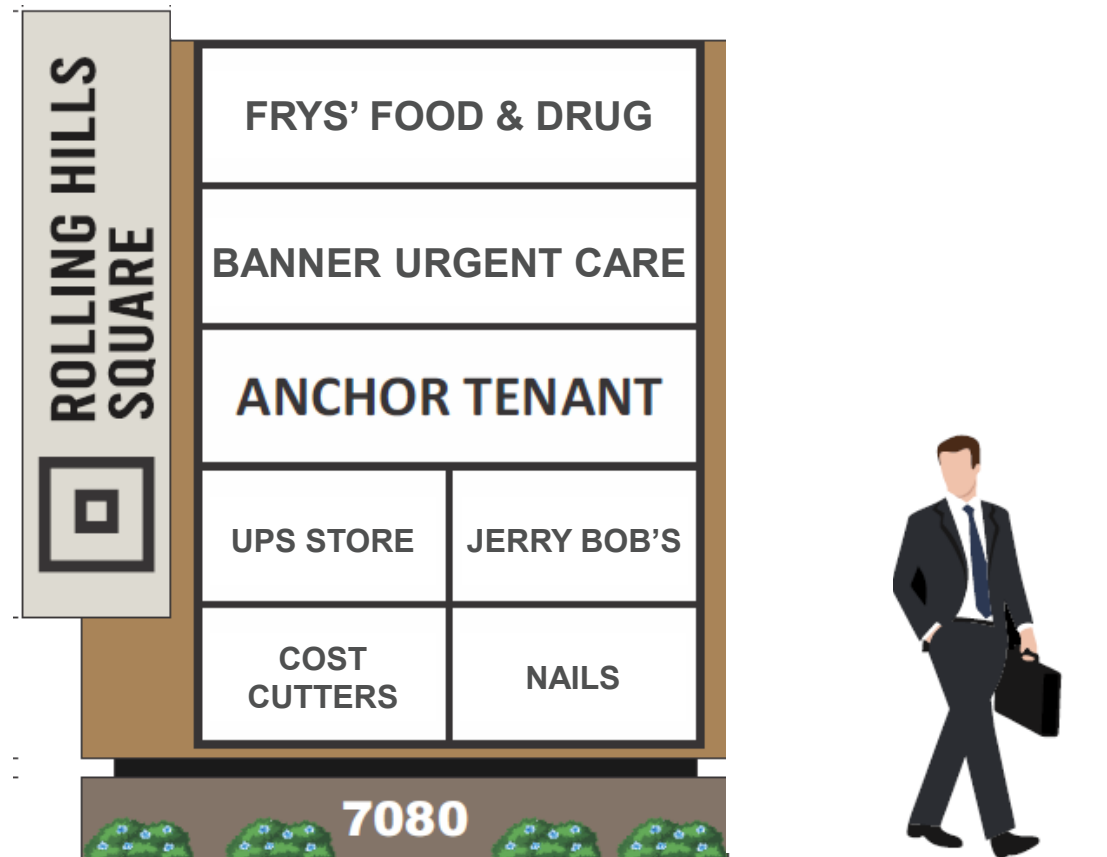 ROLLING HILLS
SQUARE
FRYS’ FOOD & DRUG
BANNER URGENT CARE
ANCHOR TENANT
UPS STORE
JERRY BOB’S
COST
CUTTERS
NAILS
7080